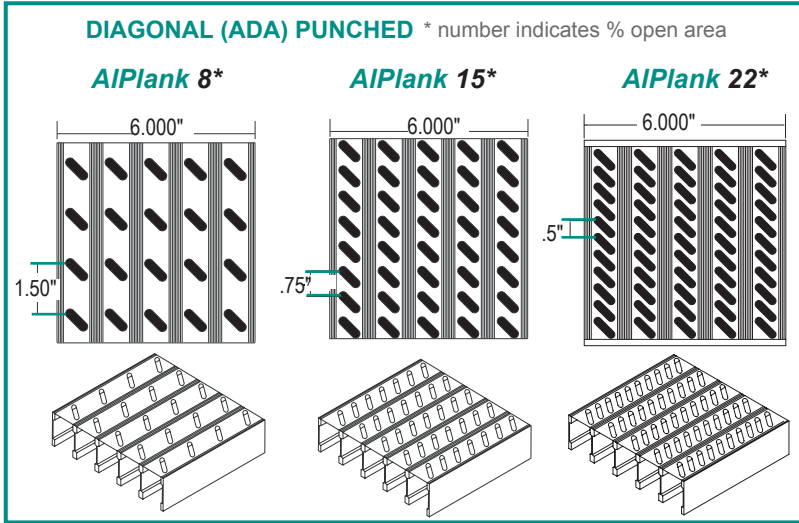 DIAGONAL (ADA) PUNCHED * number indicates % open area
AlPlank 8*
AlPlank 15*
AlPlank 22*
6.000"
6.000"
6.000"
1.50"
.75"
.5"